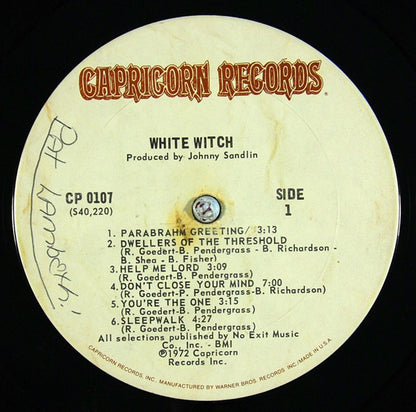 CAPRICORN RECORDS®
WHITE WITCH
Produced by Johnny Sandlin
CP 0107
(S40,220)
SIDE
1
1. PARABRAHM GREETING/ 3:13
DWELLERS OF THE THRESHOLD
(R. Goedert-B. Pendergrass - B. Richardson -
B. Shea - B. Fisher)
3. HELP ME LORD 3:09
(R. Goedert-B. Pendergrass)
4. DON'T CLOSE YOUR MIND 7:00
(R. Goedert-P. Pendergrass-B. Richardson)
5. YOU'RE THE ONE 3:15
(R. Goedert-B. Pendergrass)
6. SLEEPWALK 4:27
(R. Goedert-B. Pendergrass)
All selections published by No Exit Music
Co., Inc. - BMI
℗1972 Capricorn
Records Inc.
CAPRICORN RECORDS, INC., MANUFACTURED BY WARNER BROS. RECORDS INC. MADE IN U.S.A.
PAT